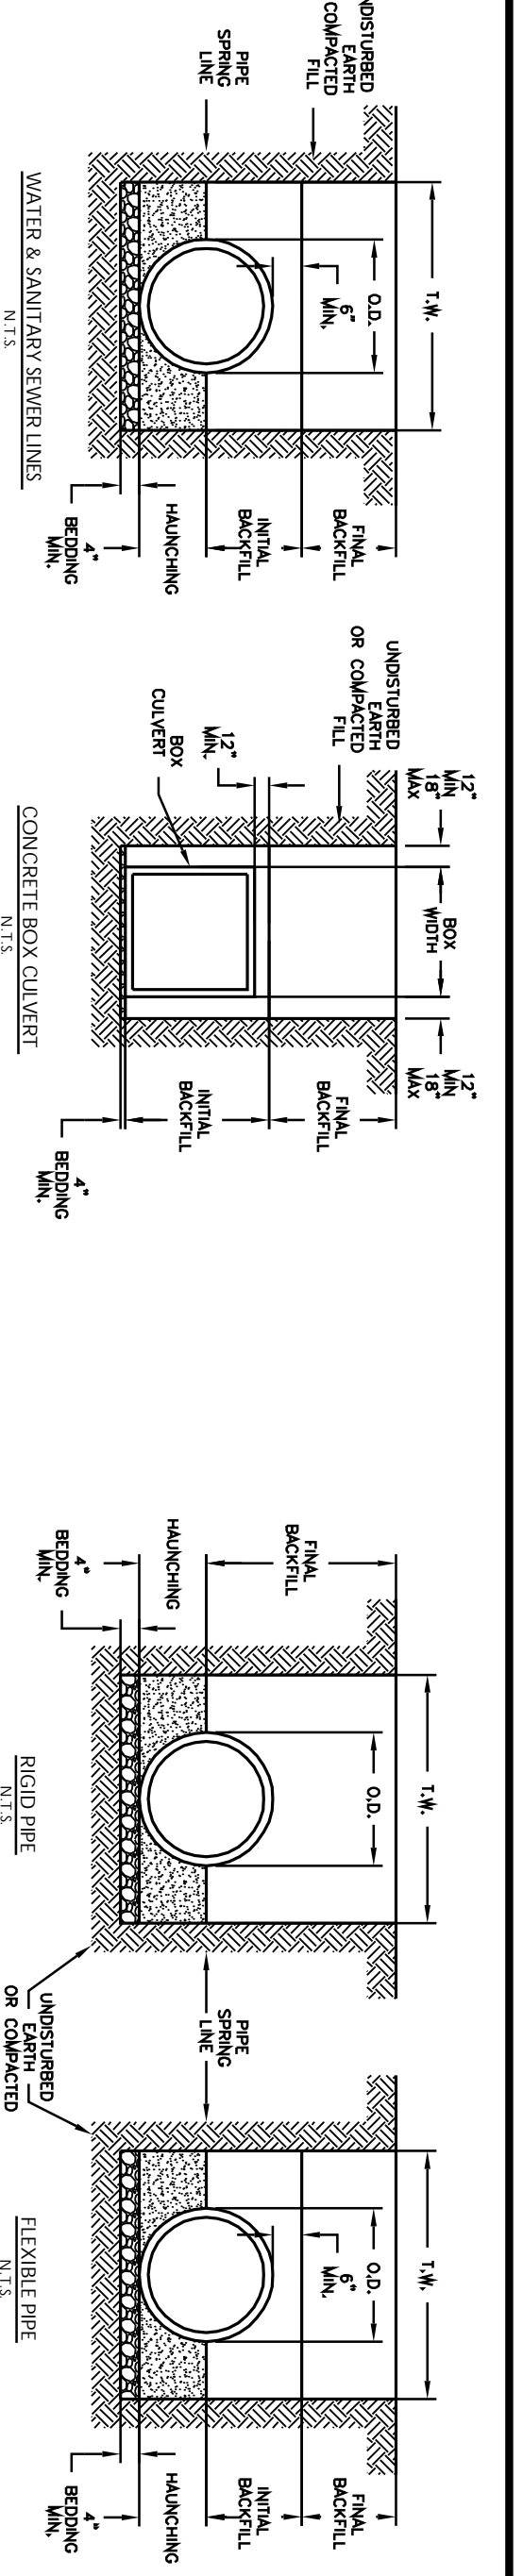 UNDISTURBED
EARTH
COMPACTED
FILL
PIPE
SPRING
LINE
T.W.
O.D.
6"
MIN.
FINAL
BACKFILL
INITIAL
BACKFILL
HAUNCHING
4"
BEDDING
MIN.
WATER & SANITARY SEWER LINES
N.T.S.
UNDISTURBED
EARTH
OR COMPACTED
FILL
12"
MIN
18"
MAX
BOX
WIDTH
12"
MIN
18"
MAX
12"
MIN.
BOX
CULVERT
FINAL
BACKFILL
INITIAL
BACKFILL
4"
BEDDING
MIN.
CONCRETE BOX CULVERT
N.T.S.
FINAL
BACKFILL
HAUNCHING
4"
BEDDING
MIN.
T.W.
O.D.
RIGID PIPE
N.T.S.
PIPE
SPRING
LINE
UNDISTURBED
EARTH
OR COMPACTED
T.W.
O.D.
6"
MIN.
FINAL
BACKFILL
INITIAL
BACKFILL
HAUNCHING
4"
BEDDING
MIN.
FLEXIBLE PIPE
N.T.S.